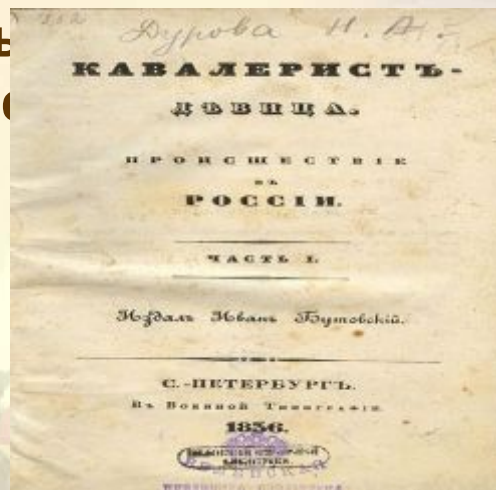 Дурова Н. А.
КАВАЛЕРИСТЪ-
ДѢВИЦА.
ПРОИСШЕСТВІЕ
ВЪ
РОССІИ.
ЧАСТЬ I.
Издалъ Иванъ Бутовскій.
С.-ПЕТЕРБУРГЪ.
Въ Военной Типографіи.
1836.